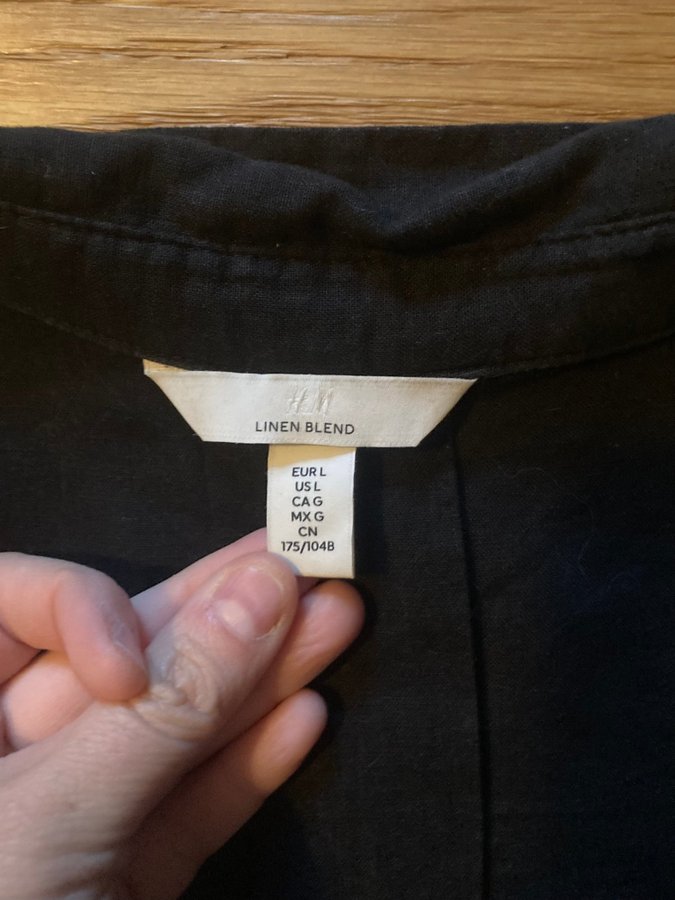 H&M
LINEN BLEND
EUR L
US L
CA G
MX G
CN
175/104B